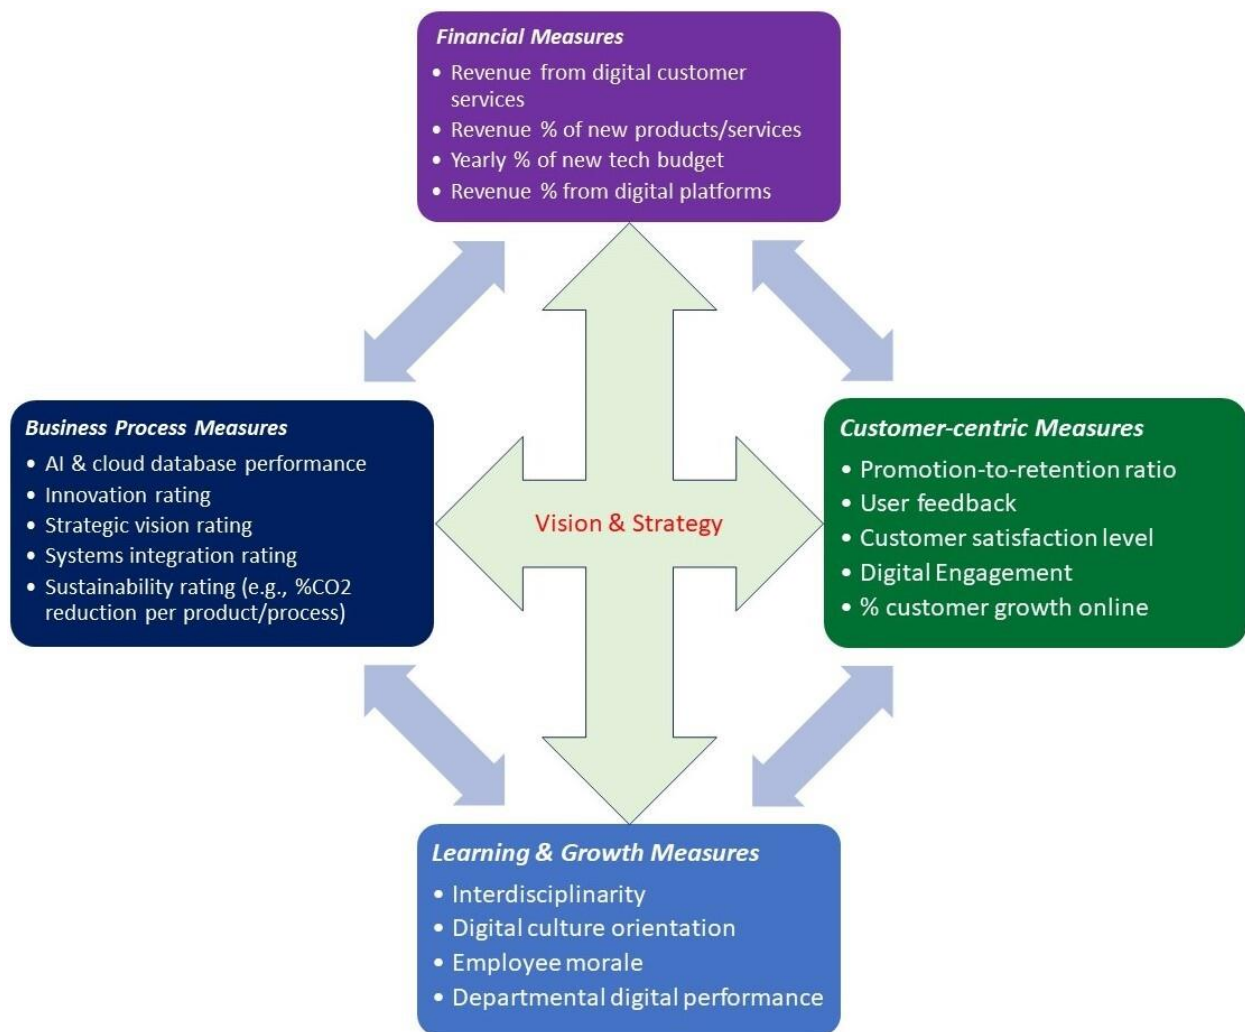 Financial Measures
• Revenue from digital customer
services
• Revenue % of new products/services
• Yearly % of new tech budget
• Revenue % from digital platforms
Business Process Measures
• AI & cloud database performance
• Innovation rating
• Strategic vision rating
• Systems integration rating
• Sustainability rating (e.g., %CO2
reduction per product/process)
Vision & Strategy
Customer-centric Measures
• Promotion-to-retention ratio
• User feedback
• Customer satisfaction level
• Digital Engagement
• % customer growth online
Learning & Growth Measures
• Interdisciplinarity
• Digital culture orientation
• Employee morale
• Departmental digital performance